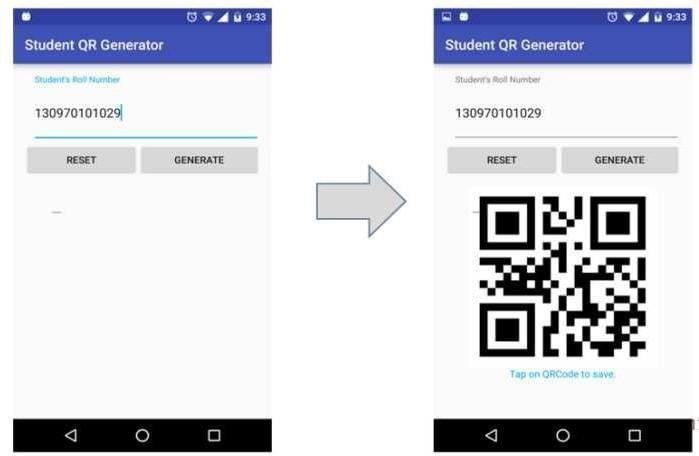 9:33
Student QR Generator
Student's Roll Number
130970101029
RESET GENERATE
9:33
Student QR Generator
Student's Roll Number
130970101029
RESET GENERATE
Tap on QRCode to save.